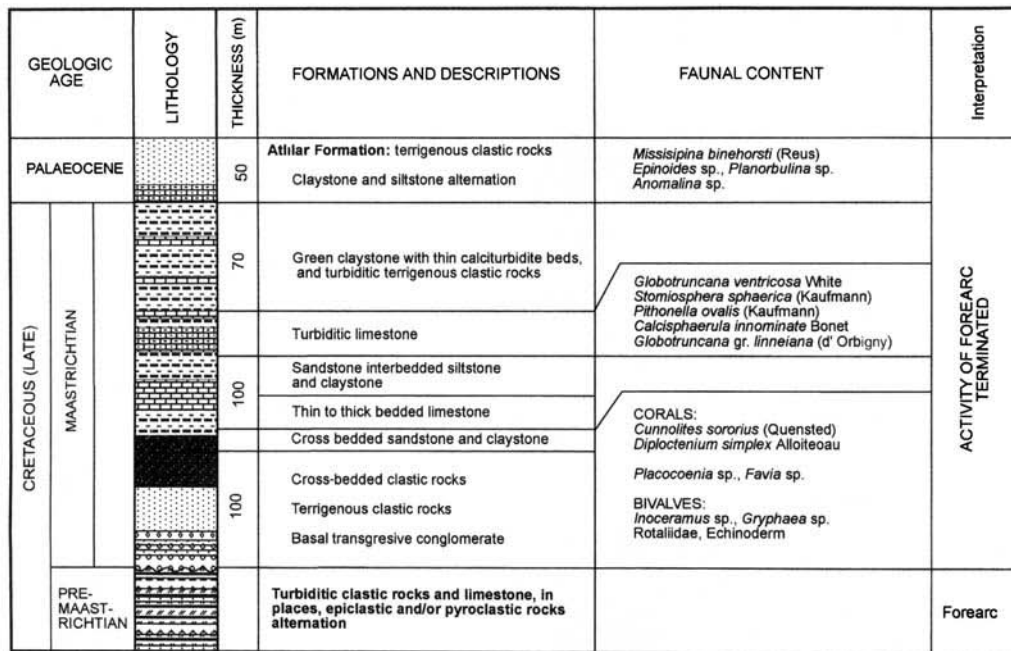 GEOLOGIC
AGE
LITHOLOGY
THICKNESS (m)
FORMATIONS AND DESCRIPTIONS
FAUNAL CONTENT
Interpretation
PALAEOCENE
50
Atlılar Formation: terrigenous clastic rocks
Claystone and siltstone alternation
Missisipina binehorsti (Reus)
Epinoides sp., Planorbulina sp.
Anomalina sp.
CRETACEOUS (LATE)
MAASTRICHTIAN
70
Green claystone with thin calciturbidite beds,
and turbiditic terrigenous clastic rocks
Turbiditic limestone
Globotruncana ventricosa White
Stomiosphera sphaerica (Kaufmann)
Pithonella ovalis (Kaufmann)
Calcisphaerula innominate Bonet
Globotruncana gr. linneiana (d' Orbigny)
100
Sandstone interbedded siltstone
and claystone
Thin to thick bedded limestone
Cross bedded sandstone and claystone
100
Cross-bedded clastic rocks
Terrigenous clastic rocks
Basal transgresive conglomerate
CORALS:
Cunnolites sororius (Quensted)
Diploctenium simplex Alloiteoau
Placocoenia sp., Favia sp.
BIVALVES:
Inoceramus sp., Gryphaea sp.
Rotaliidae, Echinoderm
ACTIVITY OF FOREARC
TERMINATED
PRE-
MAAST-
RICHTIAN
Turbiditic clastic rocks and limestone, in
places, epiclastic and/or pyroclastic rocks
alternation
Forearc